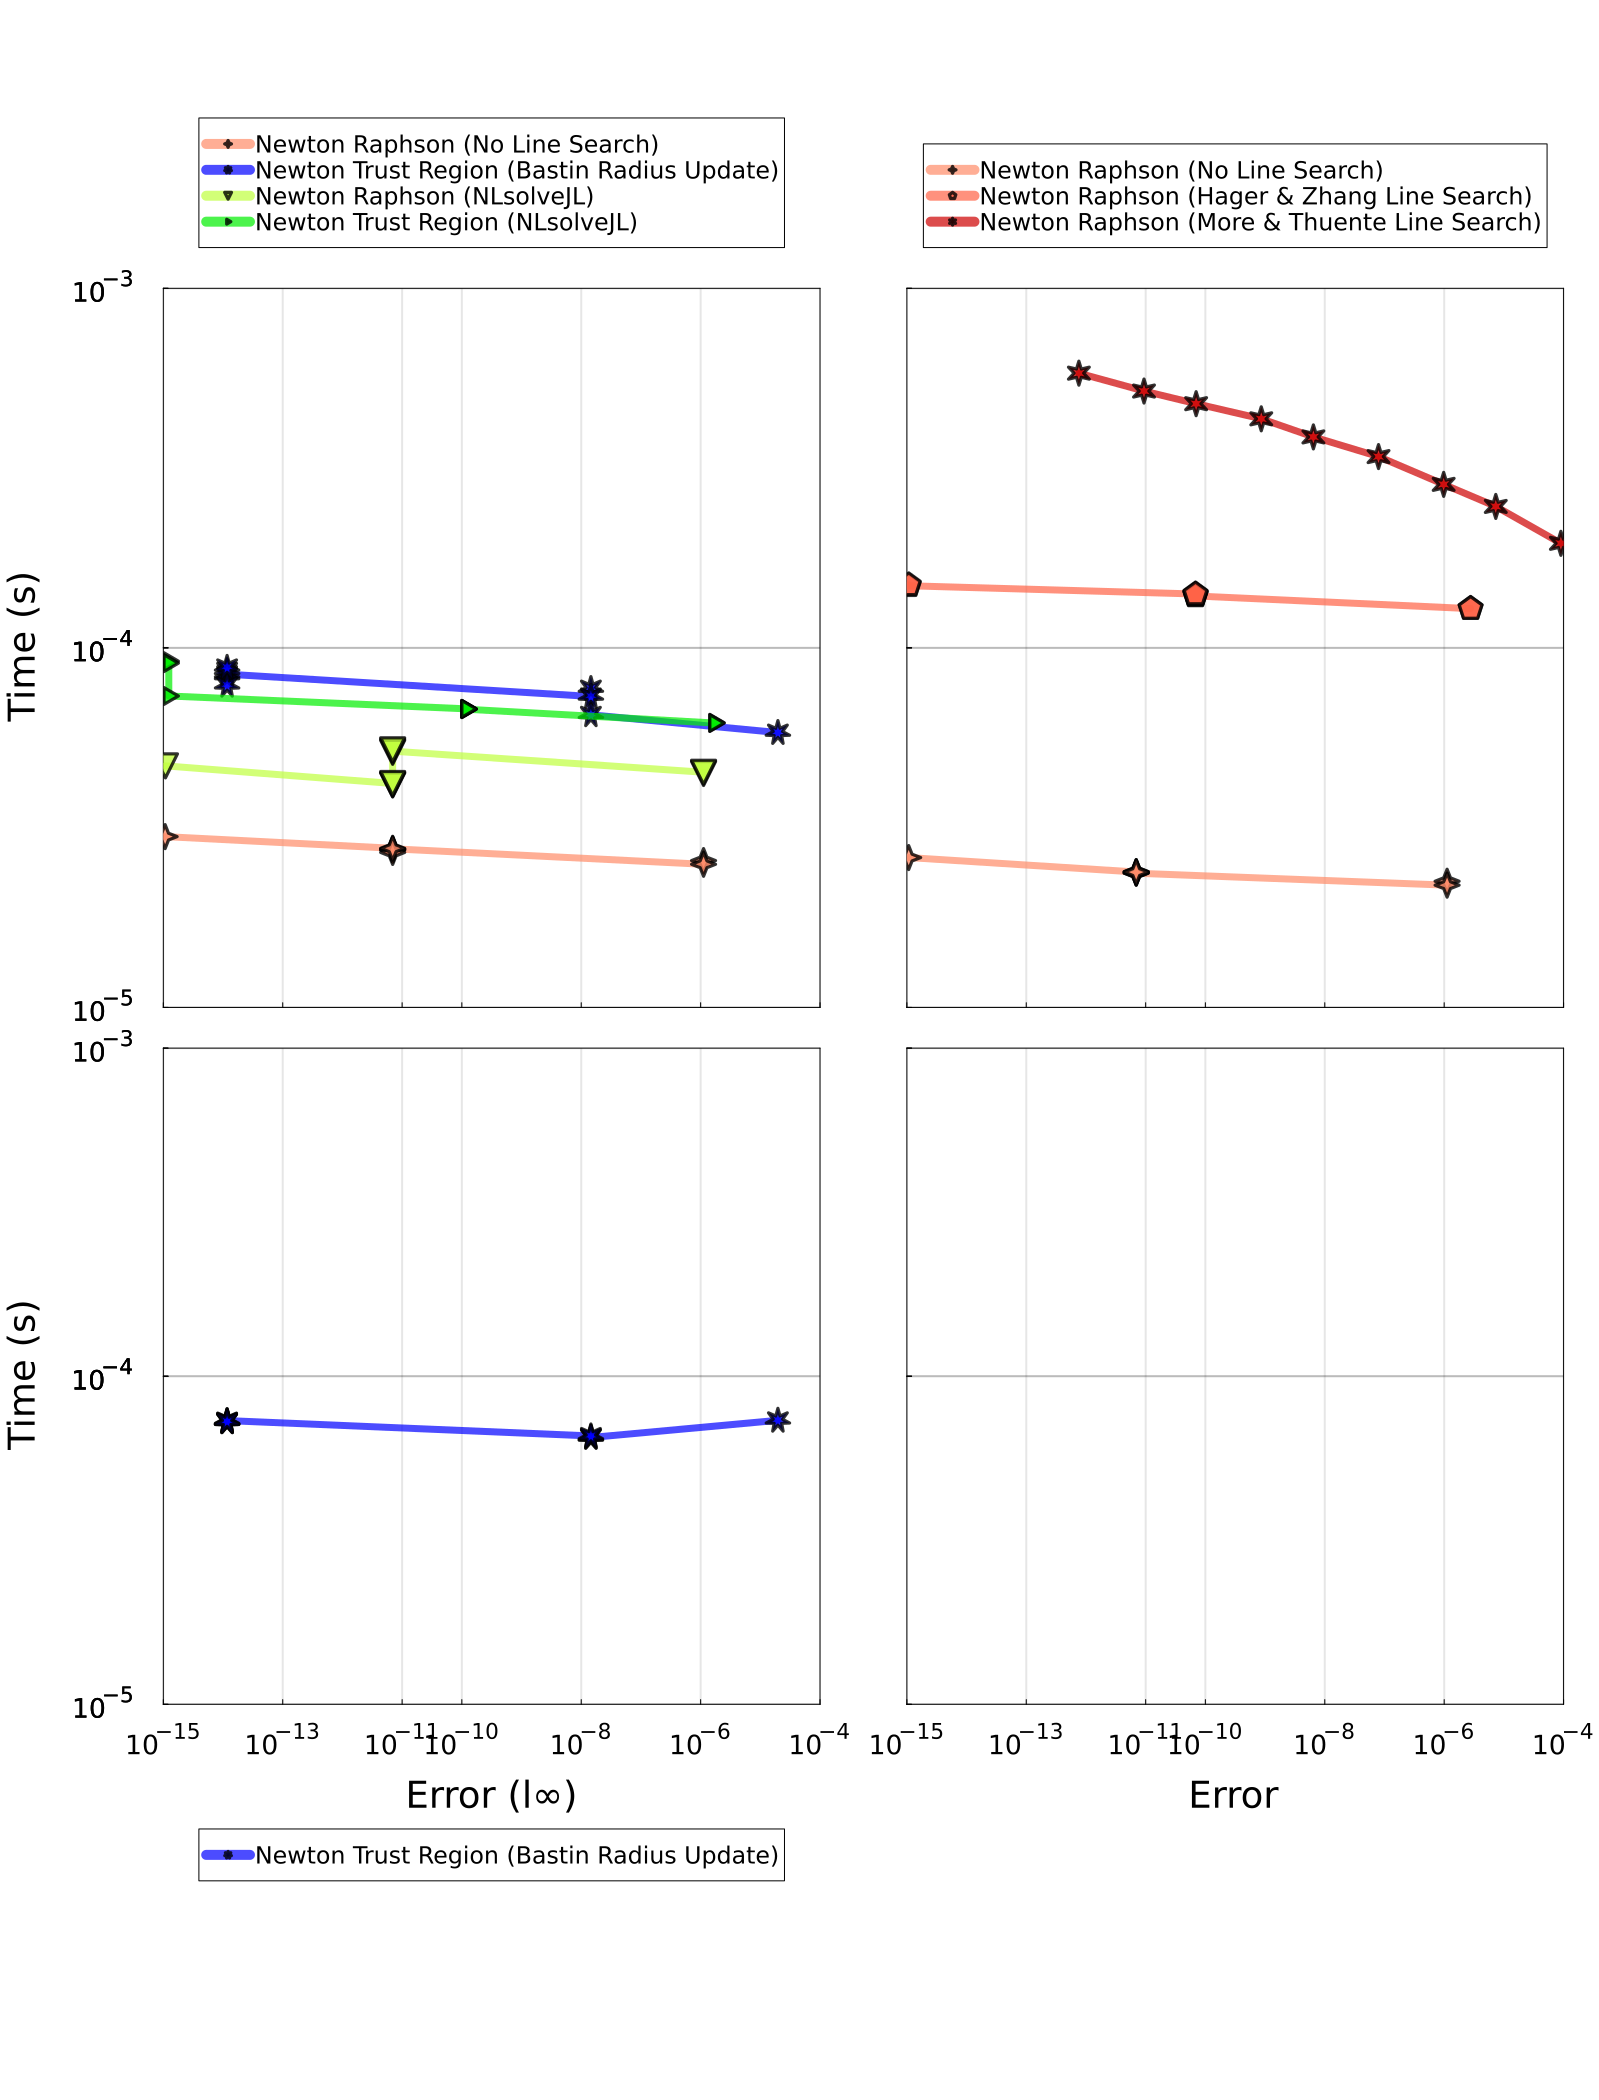 Newton Raphson (No Line Search)
Newton Trust Region (Bastin Radius Update)
Newton Raphson (NLsolveJL)
Newton Trust Region (NLsolveJL)
Newton Raphson (No Line Search)
Newton Raphson (Hager & Zhang Line Search)
Newton Raphson (More & Thuente Line Search)
10⁻³
10⁻⁴
10⁻⁵
Time (s)
10⁻³
10⁻⁴
10⁻⁵
Time (s)
10⁻¹⁵ 10⁻¹³ 10⁻¹¹ 10⁻¹⁰ 10⁻⁸ 10⁻⁶ 10⁻⁴
Error (l∞)
10⁻¹⁵ 10⁻¹³ 10⁻¹¹ 10⁻¹⁰ 10⁻⁸ 10⁻⁶ 10⁻⁴
Error
Newton Trust Region (Bastin Radius Update)